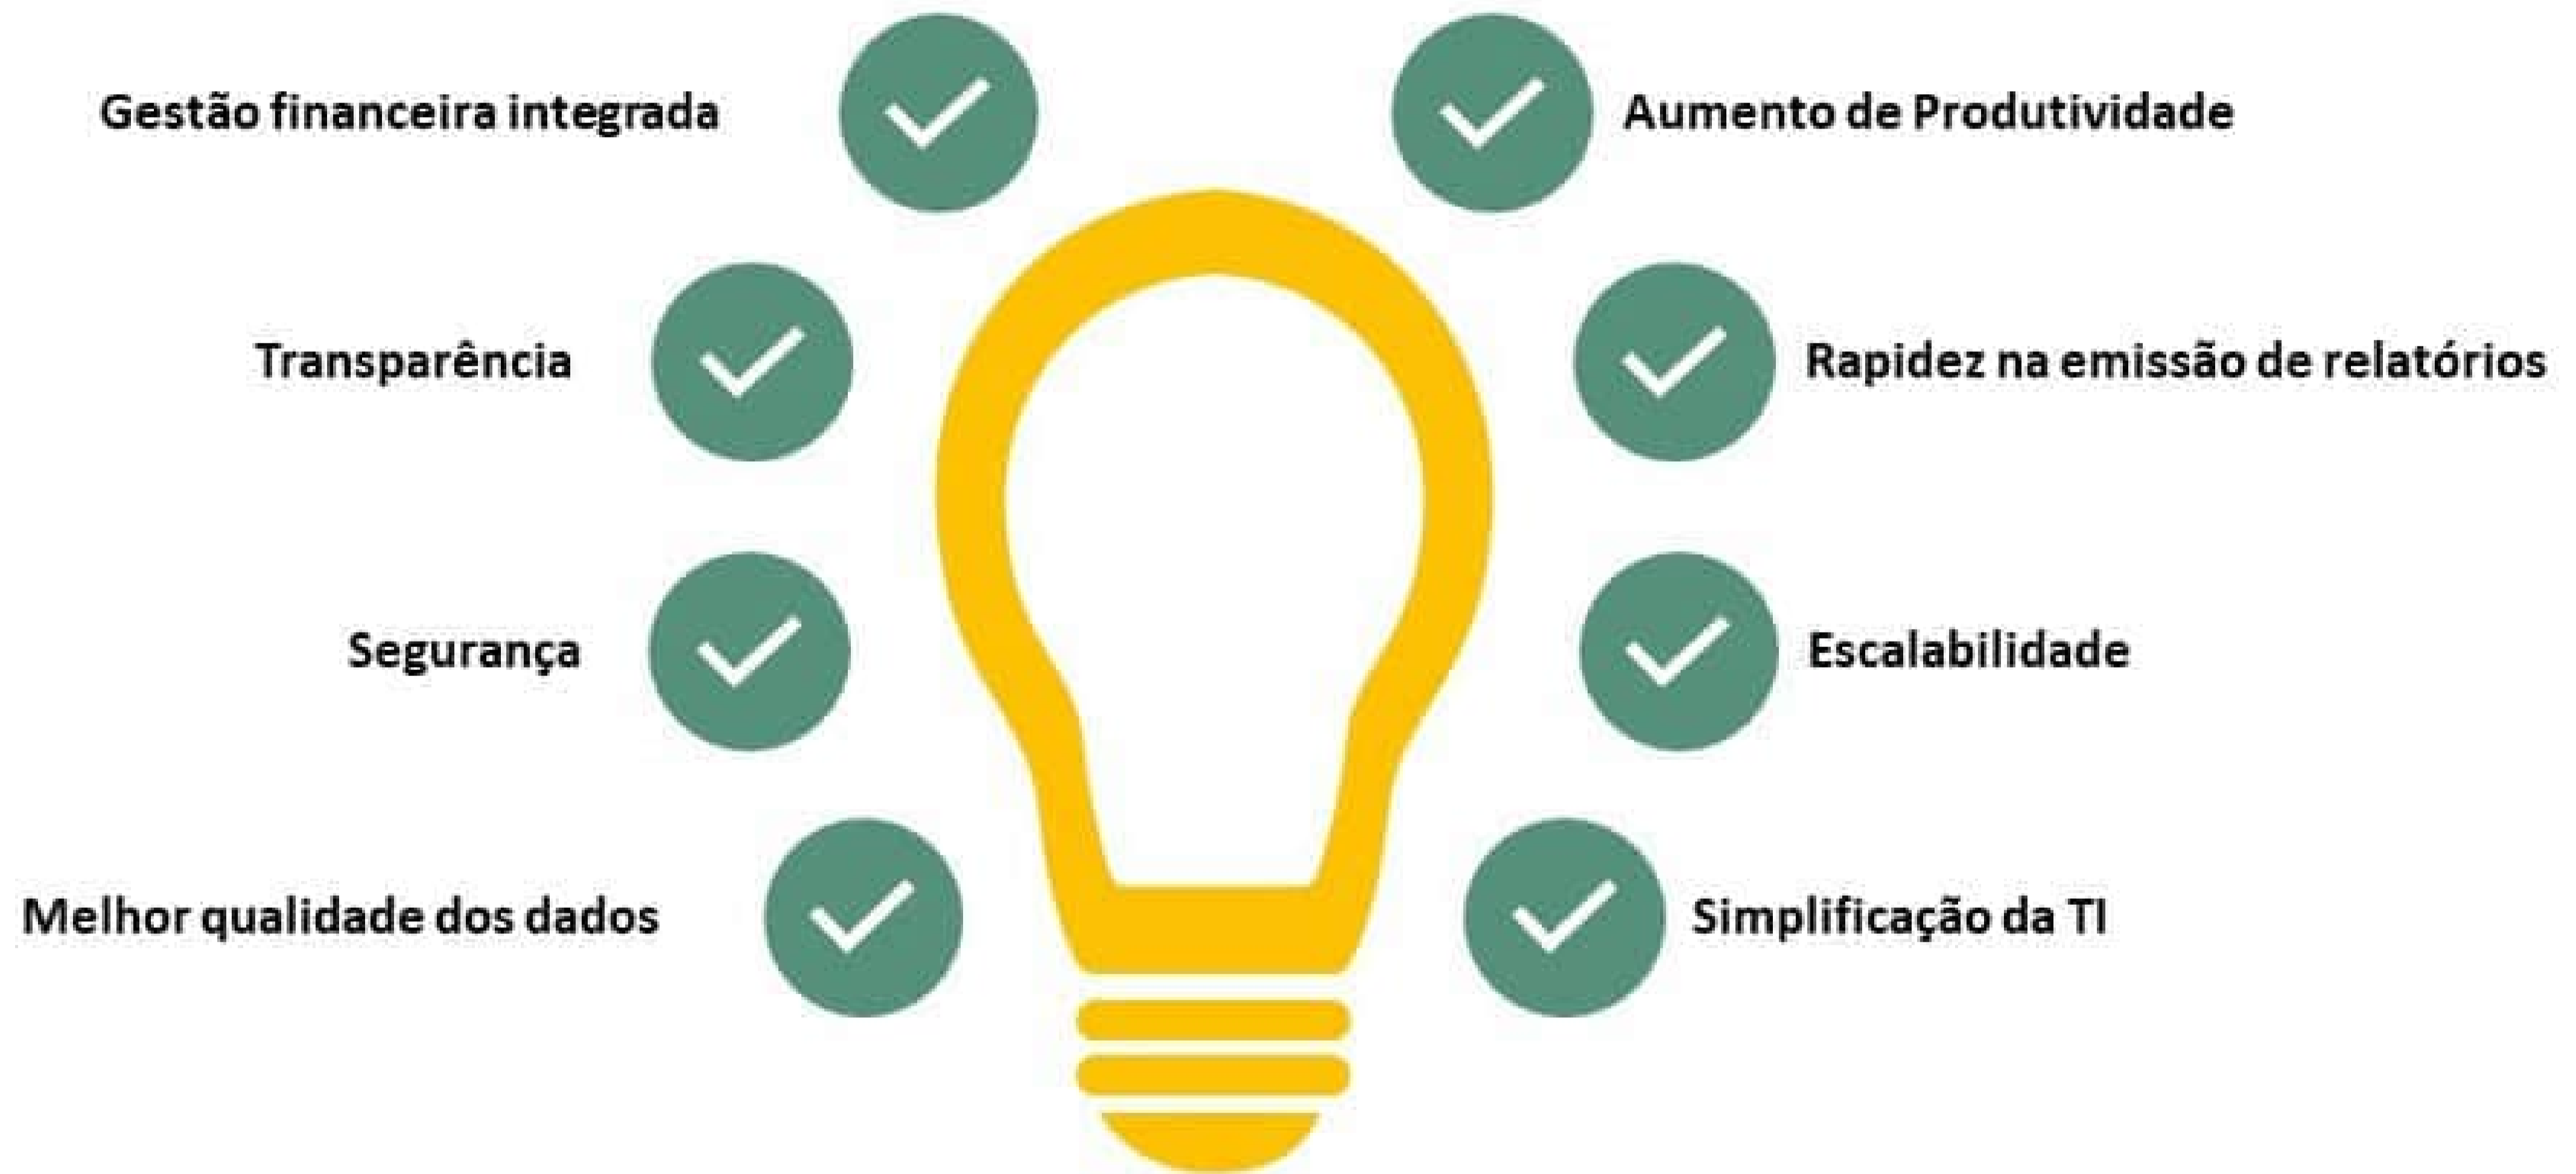 Gestão financeira integrada
Aumento de Produtividade
Transparência
Rapidez na emissão de relatórios
Segurança
Escalabilidade
Melhor qualidade dos dados
Simplificação da TI